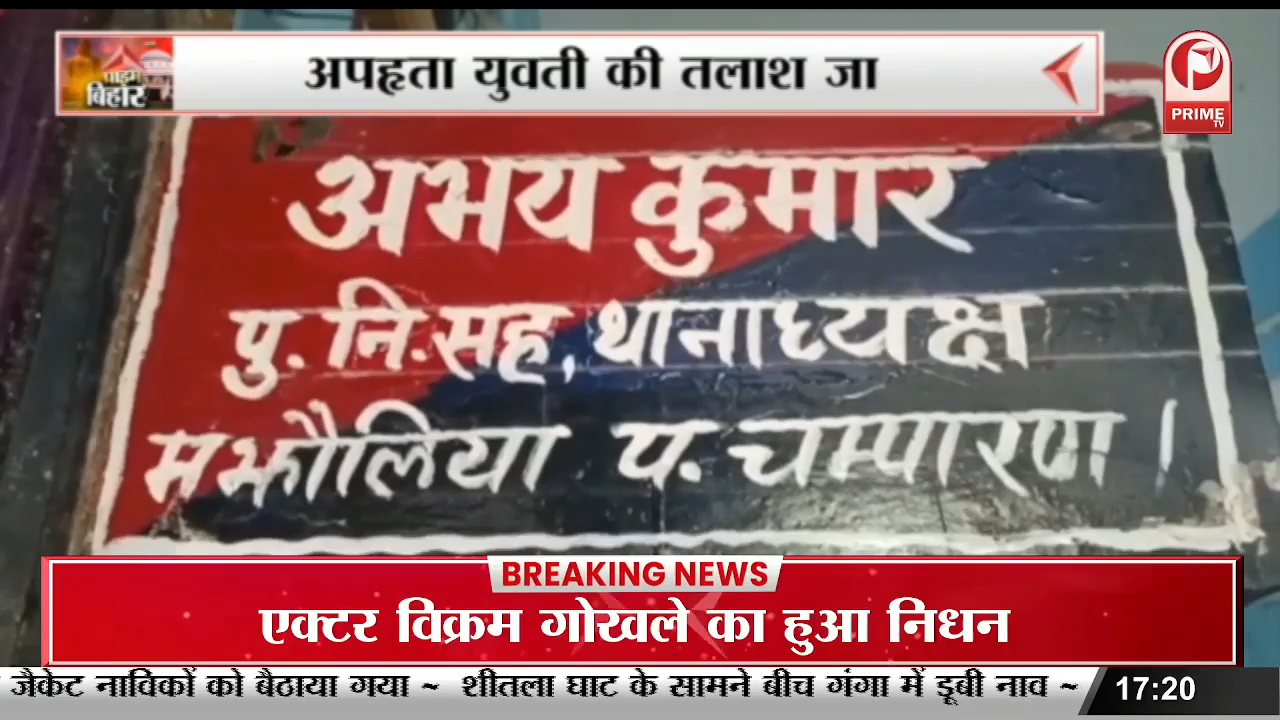 अपहृता युवती की तलाश जा
प्राइम
बिहार
PRIME
TV
अभय कुमार
पु. नि. सह, थानाध्यक्ष
मझौलिया प. चम्पारण।
BREAKING NEWS
एक्टर विक्रम गोखले का हुआ निधन
जैकेट नाविकों को बैठाया गया ~ शीतला घाट के सामने बीच गंगा में डूबी नाव ~
17:20